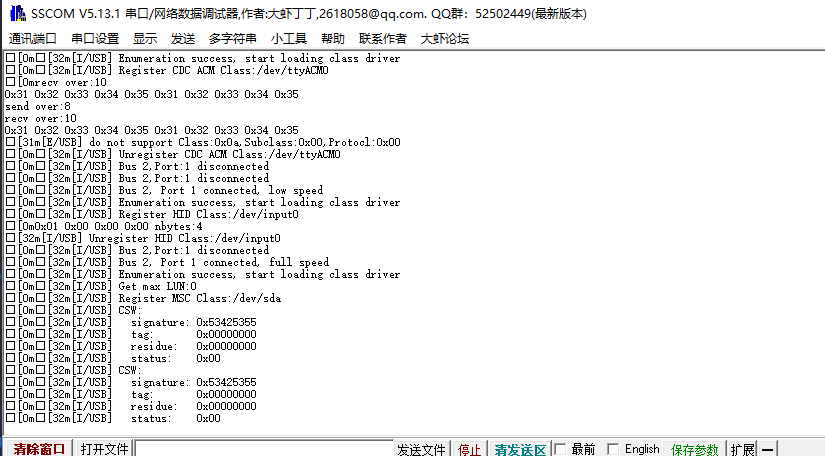 SSCOM V5.13.1 串口/网络数据调试器,作者:大虾丁丁,2618058@qq.com. QQ群: 52502449(最新版本)
通讯端口 串口设置 显示 发送 多字符串 小工具 帮助 联系作者 大虾论坛
□[0m□[32m[I/USB] Enumeration success, start loading class driver
□[0m□[32m[I/USB] Register CDC ACM Class:/dev/ttyACM0
□[0mrecv over:10
0x31 0x32 0x33 0x34 0x35 0x31 0x32 0x33 0x34 0x35
send over:8
recv over:10
0x31 0x32 0x33 0x34 0x35 0x31 0x32 0x33 0x34 0x35
□[31m[E/USB] do not support Class:0x0a,Subclass:0x00,Protocl:0x00
□[0m□[32m[I/USB] Unregister CDC ACM Class:/dev/ttyACM0
□[0m□[32m[I/USB] Bus 2,Port:1 disconnected
□[0m□[32m[I/USB] Bus 2,Port:1 disconnected
□[0m□[32m[I/USB] Bus 2, Port 1 connected, low speed
□[0m□[32m[I/USB] Enumeration success, start loading class driver
□[0m□[32m[I/USB] Register HID Class:/dev/input0
□[0m0x01 0x00 0x00 0x00 nbytes:4
□[32m[I/USB] Unregister HID Class:/dev/input0
□[0m□[32m[I/USB] Bus 2,Port:1 disconnected
□[0m□[32m[I/USB] Bus 2, Port 1 connected, full speed
□[0m□[32m[I/USB] Enumeration success, start loading class driver
□[0m□[32m[I/USB] Get max LUN:0
□[0m□[32m[I/USB] Register MSC Class:/dev/sda
□[0m□[32m[I/USB] CSW:
□[0m□[32m[I/USB] signature: 0x53425355
□[0m□[32m[I/USB] tag: 0x00000000
□[0m□[32m[I/USB] residue: 0x00000000
□[0m□[32m[I/USB] status: 0x00
□[0m□[32m[I/USB] CSW:
□[0m□[32m[I/USB] signature: 0x53425355
□[0m□[32m[I/USB] tag: 0x00000000
□[0m□[32m[I/USB] residue: 0x00000000
□[0m□[32m[I/USB] status: 0x00
清除窗口 打开文件 发送文件 停止 清发送区 最前 English 保存参数 扩展 —